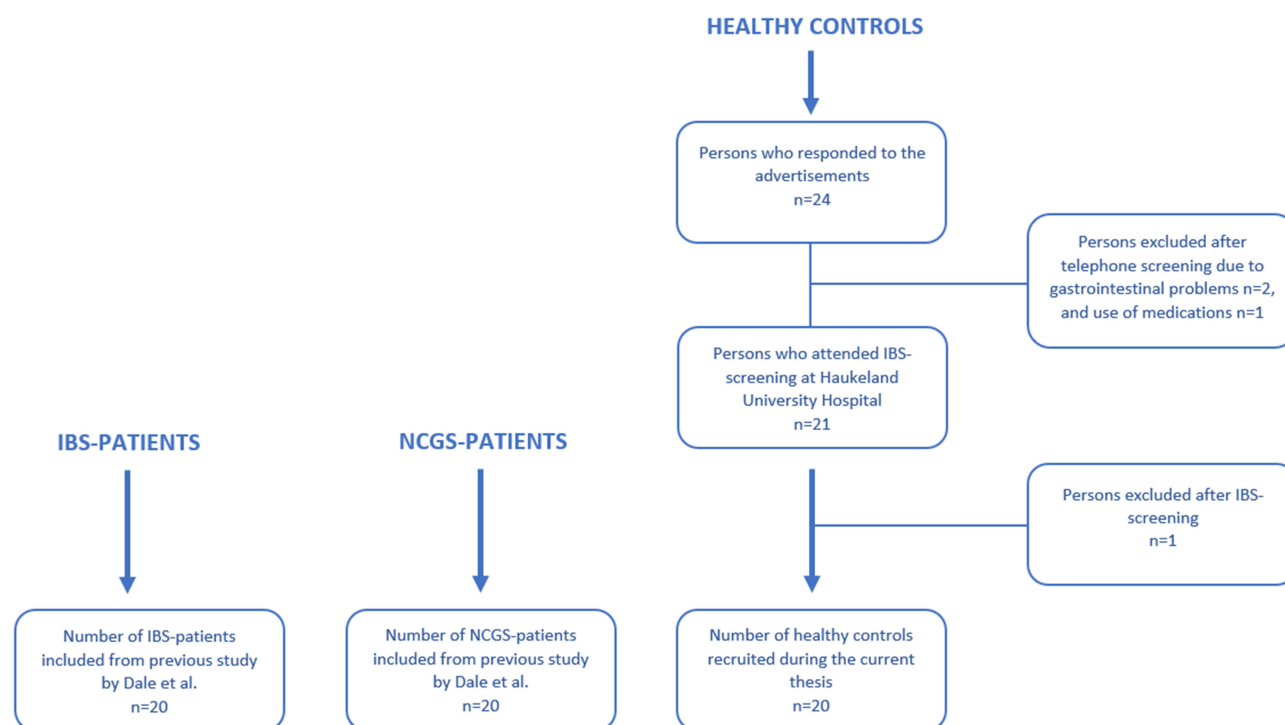 HEALTHY CONTROLS
Persons who responded to the
advertisements
n=24
Persons excluded after
telephone screening due to
gastrointestinal problems n=2,
and use of medications n=1
Persons who attended IBS-
screening at Haukeland
University Hospital
n=21
IBS-PATIENTS
NCGS-PATIENTS
Persons excluded after IBS-
screening
n=1
Number of IBS-patients
included from previous study
by Dale et al.
n=20
Number of NCGS-patients
included from previous study
by Dale et al.
n=20
Number of healthy controls
recruited during the current
thesis
n=20